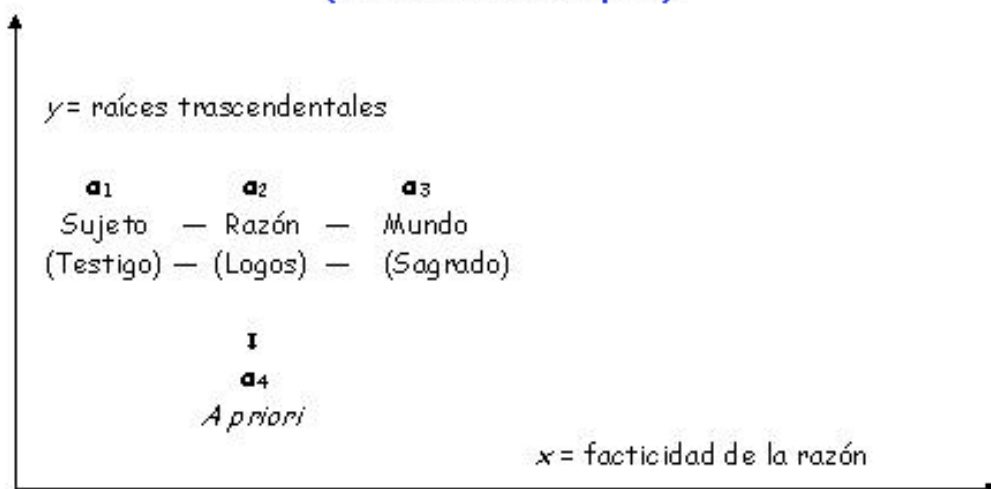 y = raíces trascendentales
a1 a2 a3
Sujeto — Razón — Mundo
(Testigo) — (Logos) — (Sagrado)
a4
A priori
x = facticidad de la razón